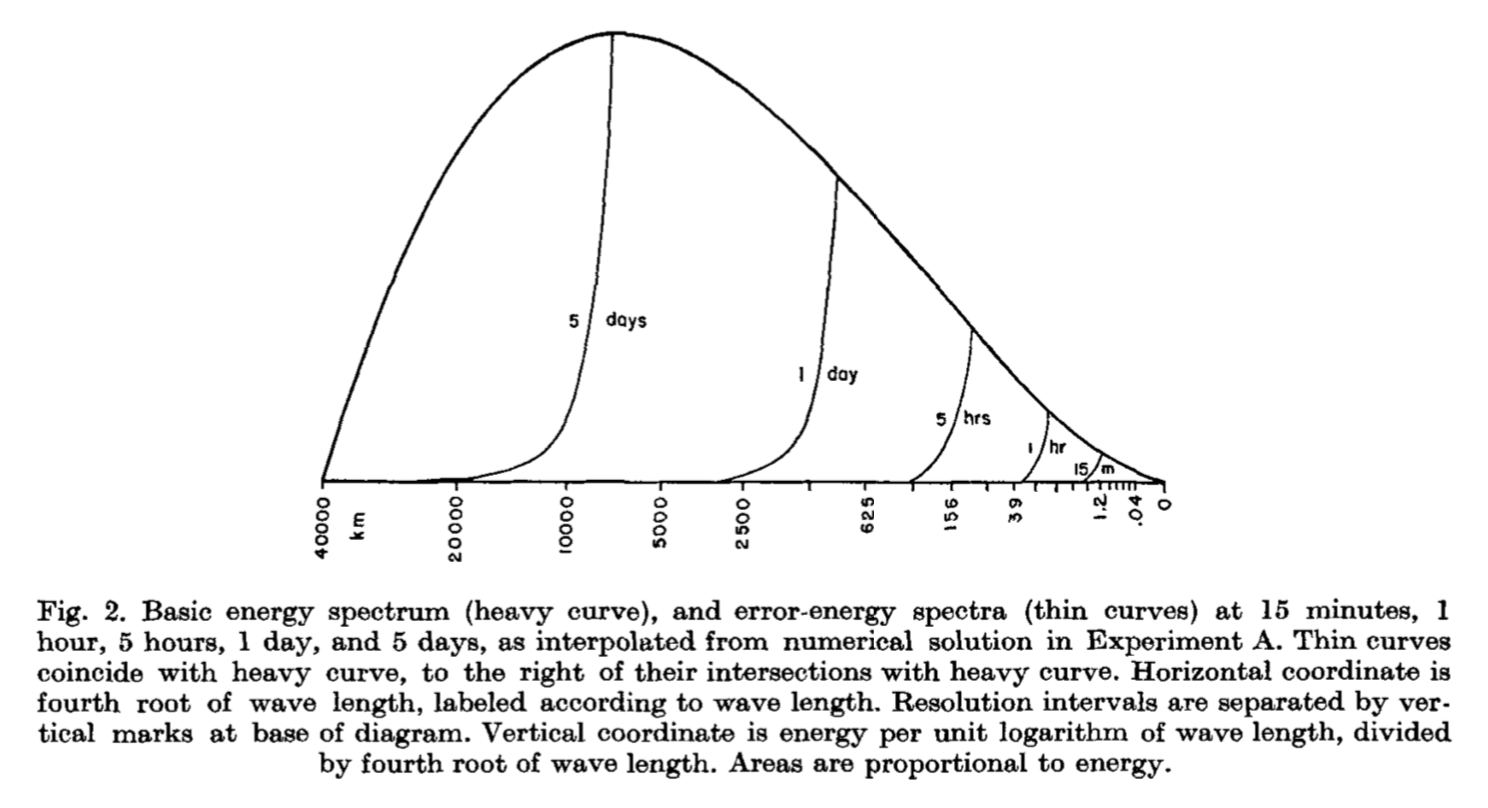 5 days
1 day
5 hrs
1 hr
15 m
40000 km 20000 10000 5000 2500 625 156 39 1.2 .04 0
Fig. 2. Basic energy spectrum (heavy curve), and error-energy spectra (thin curves) at 15 minutes, 1
hour, 5 hours, 1 day, and 5 days, as interpolated from numerical solution in Experiment A. Thin curves
coincide with heavy curve, to the right of their intersections with heavy curve. Horizontal coordinate is
fourth root of wave length, labeled according to wave length. Resolution intervals are separated by ver-
tical marks at base of diagram. Vertical coordinate is energy per unit logarithm of wave length, divided
by fourth root of wave length. Areas are proportional to energy.